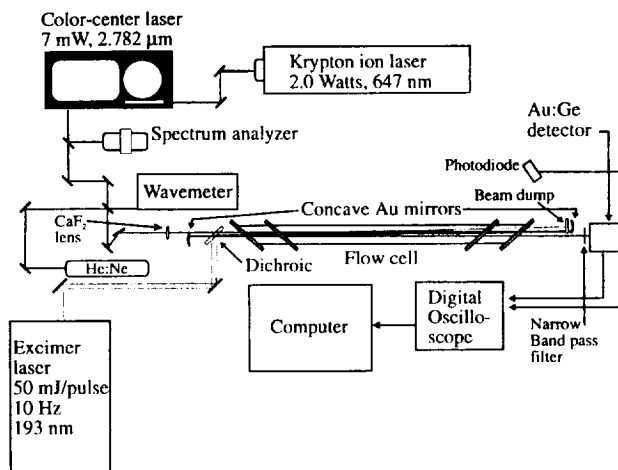 Color-center laser
7 mW, 2.782 μm
Krypton ion laser
2.0 Watts, 647 nm
Au:Ge
detector
Spectrum analyzer
Photodiode
Wavemeter
Beam dump
CaF₂
lens
Concave Au mirrors
Dichroic
Flow cell
He:Ne
Computer
Digital
Oscillo-
scope
Narrow
Band pass
filter
Excimer
laser
50 mJ/pulse
10 Hz
193 nm